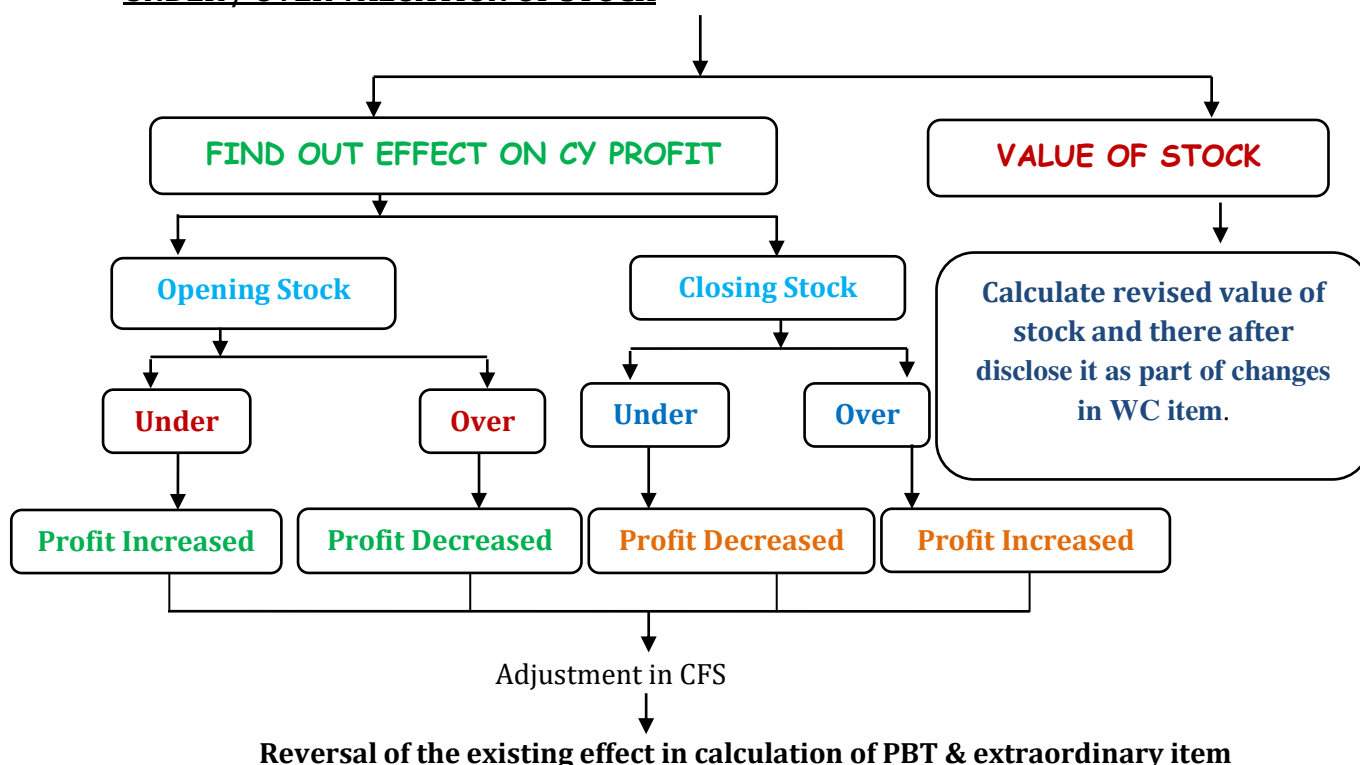 FIND OUT EFFECT ON CY PROFIT
VALUE OF STOCK
Opening Stock
Closing Stock
Calculate revised value of
stock and there after
disclose it as part of changes
in WC item.
Under
Over
Under
Over
Profit Increased
Profit Decreased
Profit Decreased
Profit Increased
Adjustment in CFS
Reversal of the existing effect in calculation of PBT & extraordinary item